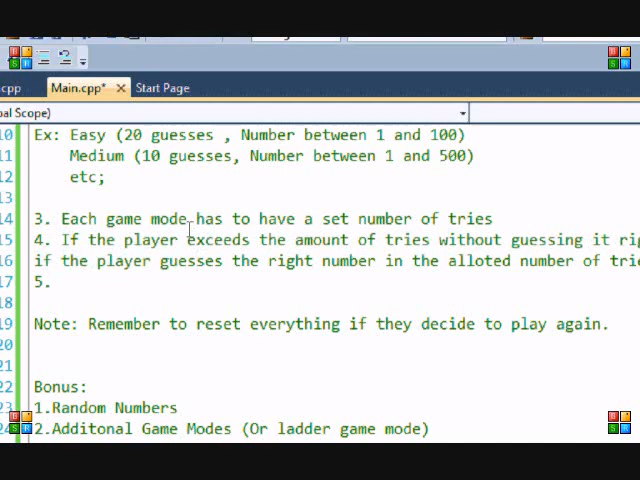 .cpp
Main.cpp* X Start Page
bal Scope)
10 Ex: Easy (20 guesses , Number between 1 and 100)
11 Medium (10 guesses, Number between 1 and 500)
12 etc;
13
14 3. Each game mode has to have a set number of tries
15 4. If the player exceeds the amount of tries without guessing it rig
16 if the player guesses the right number in the alloted number of trie
17 5.
18
19 Note: Remember to reset everything if they decide to play again.
20
21
22 Bonus:
23 1.Random Numbers
24 2.Additonal Game Modes (Or ladder game mode)